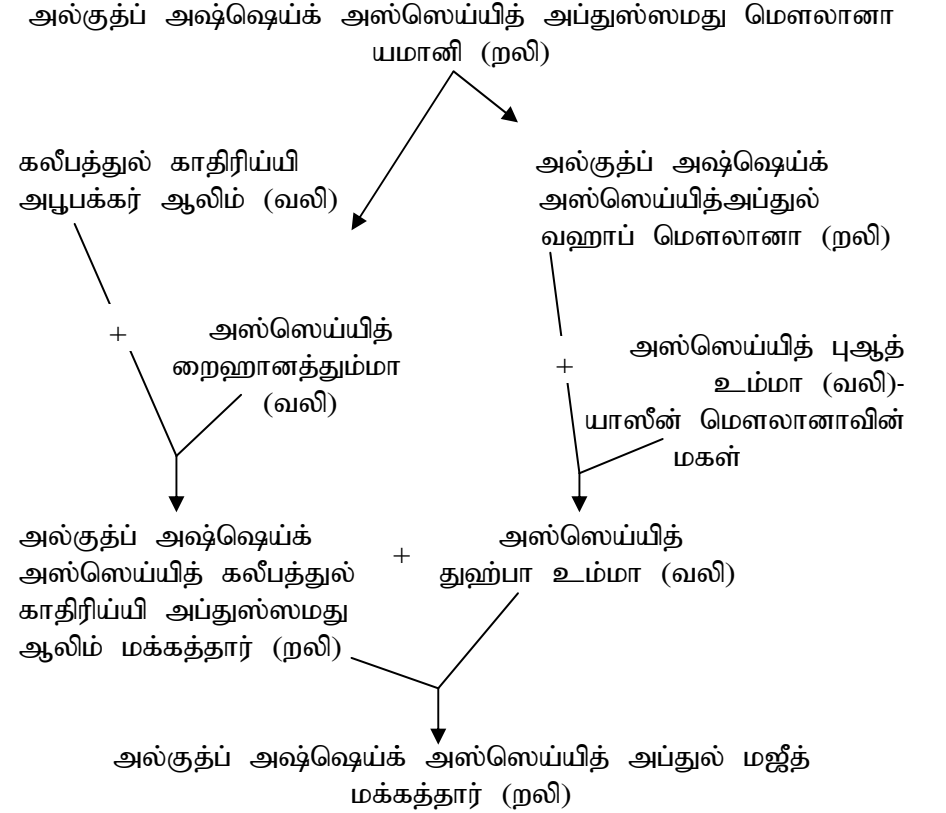 அல்குத்ப் அஷ்ஷெய்க் அஸ்ஸெய்யித் அப்துஸ்ஸமது மௌலானா
யமானி (றலி)
கலீபத்துல் காதிரிய்யி
அபூபக்கர் ஆலிம் (வலி)
அல்குத்ப் அஷ்ஷெய்க்
அஸ்ஸெய்யித்அப்துல்
வஹாப் மௌலானா (றலி)
+
அஸ்ஸெய்யித்
றைஹானத்தும்மா
(வலி)
+
அஸ்ஸெய்யித் புஆத்
உம்மா (வலி)-
யாஸீன் மௌலானாவின்
மகள்
அல்குத்ப் அஷ்ஷெய்க்
அஸ்ஸெய்யித் கலீபத்துல்
காதிரிய்யி அப்துஸ்ஸமது
ஆலிம் மக்கத்தார் (றலி)
+
அஸ்ஸெய்யித்
துஹ்பா உம்மா (வலி)
அல்குத்ப் அஷ்ஷெய்க் அஸ்ஸெய்யித் அப்துல் மஜீத்
மக்கத்தார் (றலி)